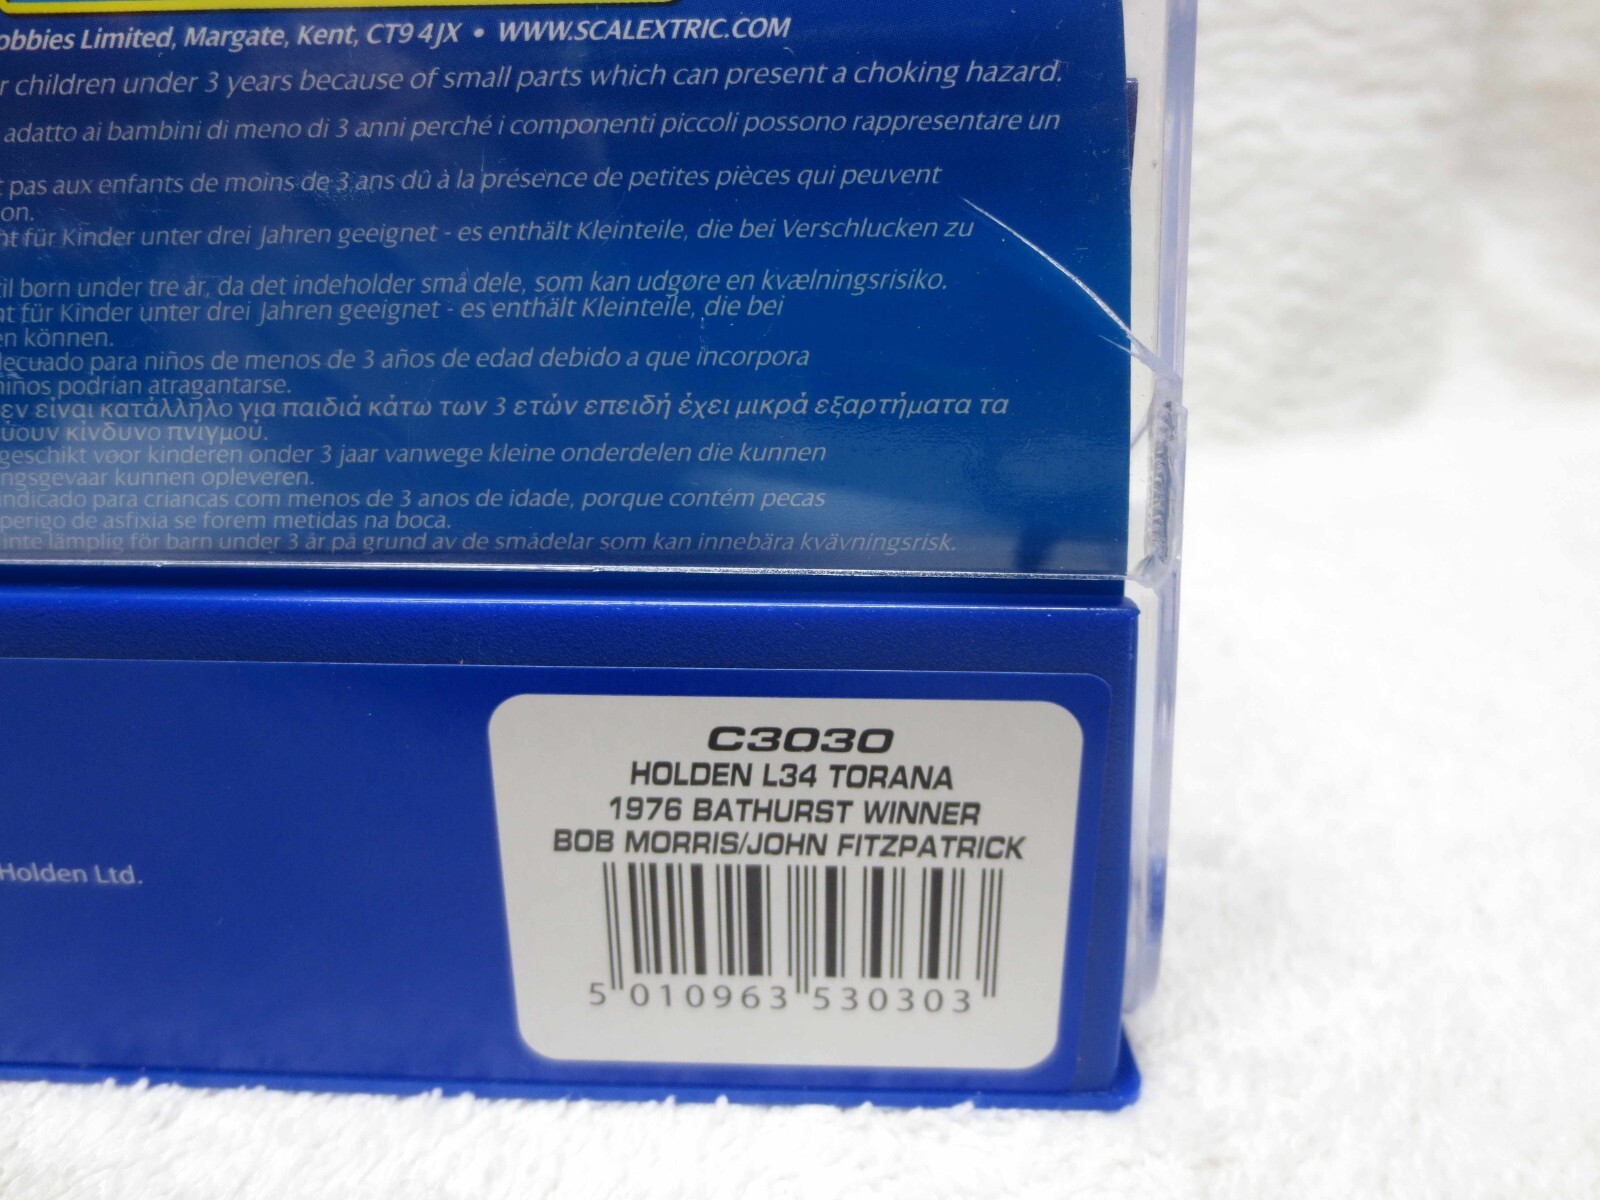 obbies Limited, Margate, Kent, CT9 4JX • WWW.SCALEXTRIC.COM
r children under 3 years because of small parts which can present a choking hazard.
adatto ai bambini di meno di 3 anni perché i componenti piccoli possono rappresentare un
pas aux enfants de moins de 3 ans dû à la présence de petites pièces qui peuvent
on.
ht für Kinder unter drei Jahren geeignet - es enthält Kleinteile, die bei Verschlucken zu
til børn under tre år, da det indeholder små dele, som kan udgøre en kvælningsrisiko.
ht für Kinder unter drei Jahren geeignet - es enthält Kleinteile, die bei
en können.
decuado para niños de menos de 3 años de edad debido a que incorpora
niños podrían atragantarse.
εν είναι κατάλληλο για παιδιά κάτω των 3 ετών επειδή έχει μικρά εξαρτήματα τα
ύουν κίνδυνο πνιγμού.
geschikt voor kinderen onder 3 jaar vanwege kleine onderdelen die kunnen
ngsgevaar kunnen opleveren.
indicado para criancas com menos de 3 anos de idade, porque contém pecas
perigo de asfixia se forem metidas na boca.
inte lämplig för barn under 3 år på grund av de smådelar som kan innebära kvävningsrisk.
C3030
HOLDEN L34 TORANA
1976 BATHURST WINNER
BOB MORRIS/JOHN FITZPATRICK
Holden Ltd.
5 010963 530303